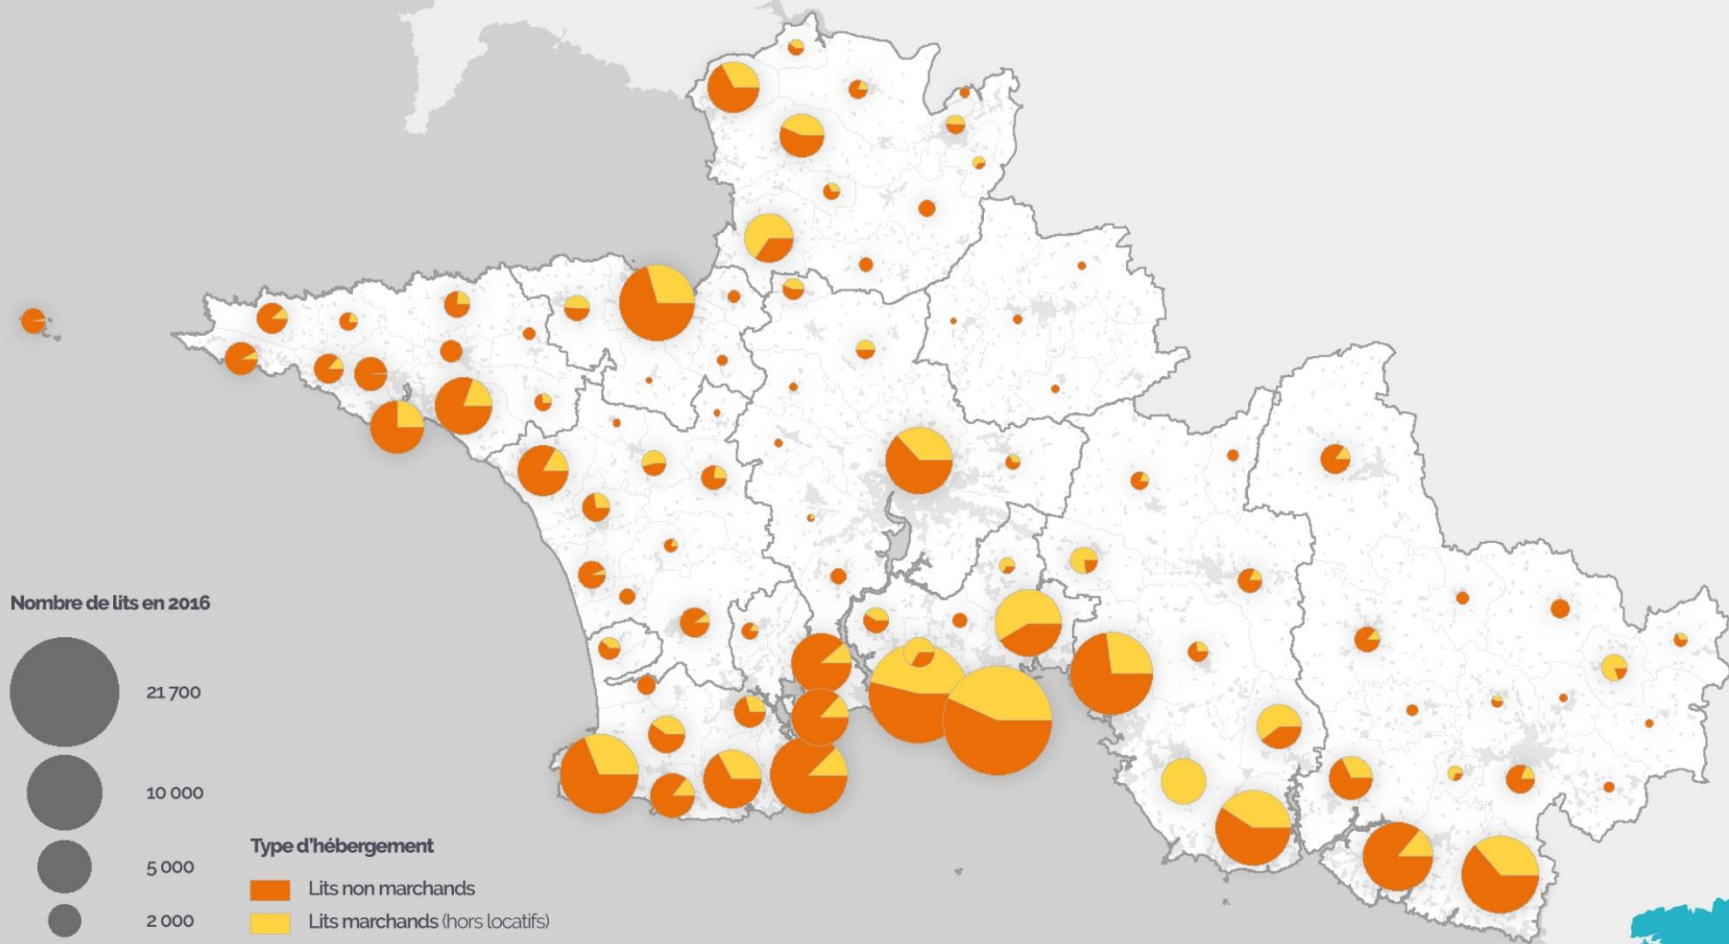 Nombre de lits en 2016
21 700
10 000
5 000
2 000
Type d'hébergement
Lits non marchands
Lits marchands (hors locatifs)